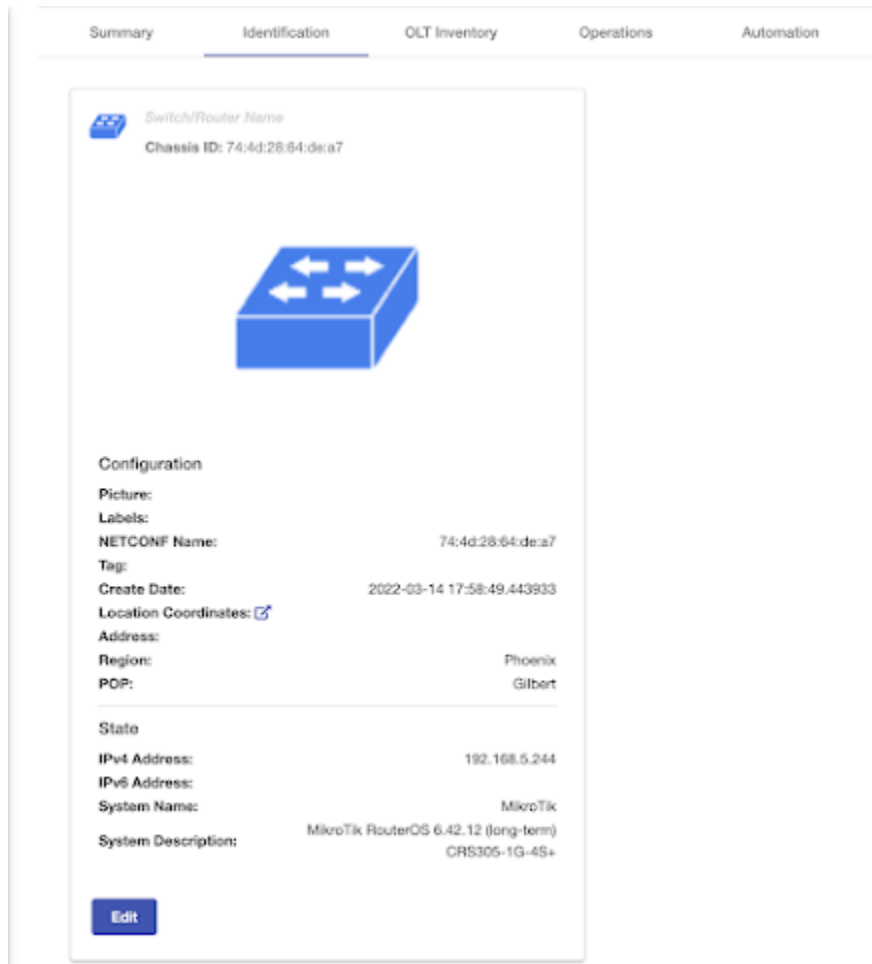 Summary Identification OLT Inventory Operations Automation
Switch/Router Name
Chassis ID: 74:4d:28:64:de:a7
Configuration
Picture:
Labels:
NETCONF Name: 74:4d:28:64:de:a7
Tag:
Create Date: 2022-03-14 17:58:49.443933
Location Coordinates:
Address:
Region: Phoenix
POP: Gilbert
State
IPv4 Address: 192.168.5.244
IPv6 Address:
System Name: MikroTik
System Description: MikroTik RouterOS 6.42.12 (long-term)
CRS305-1G-4S+
Edit